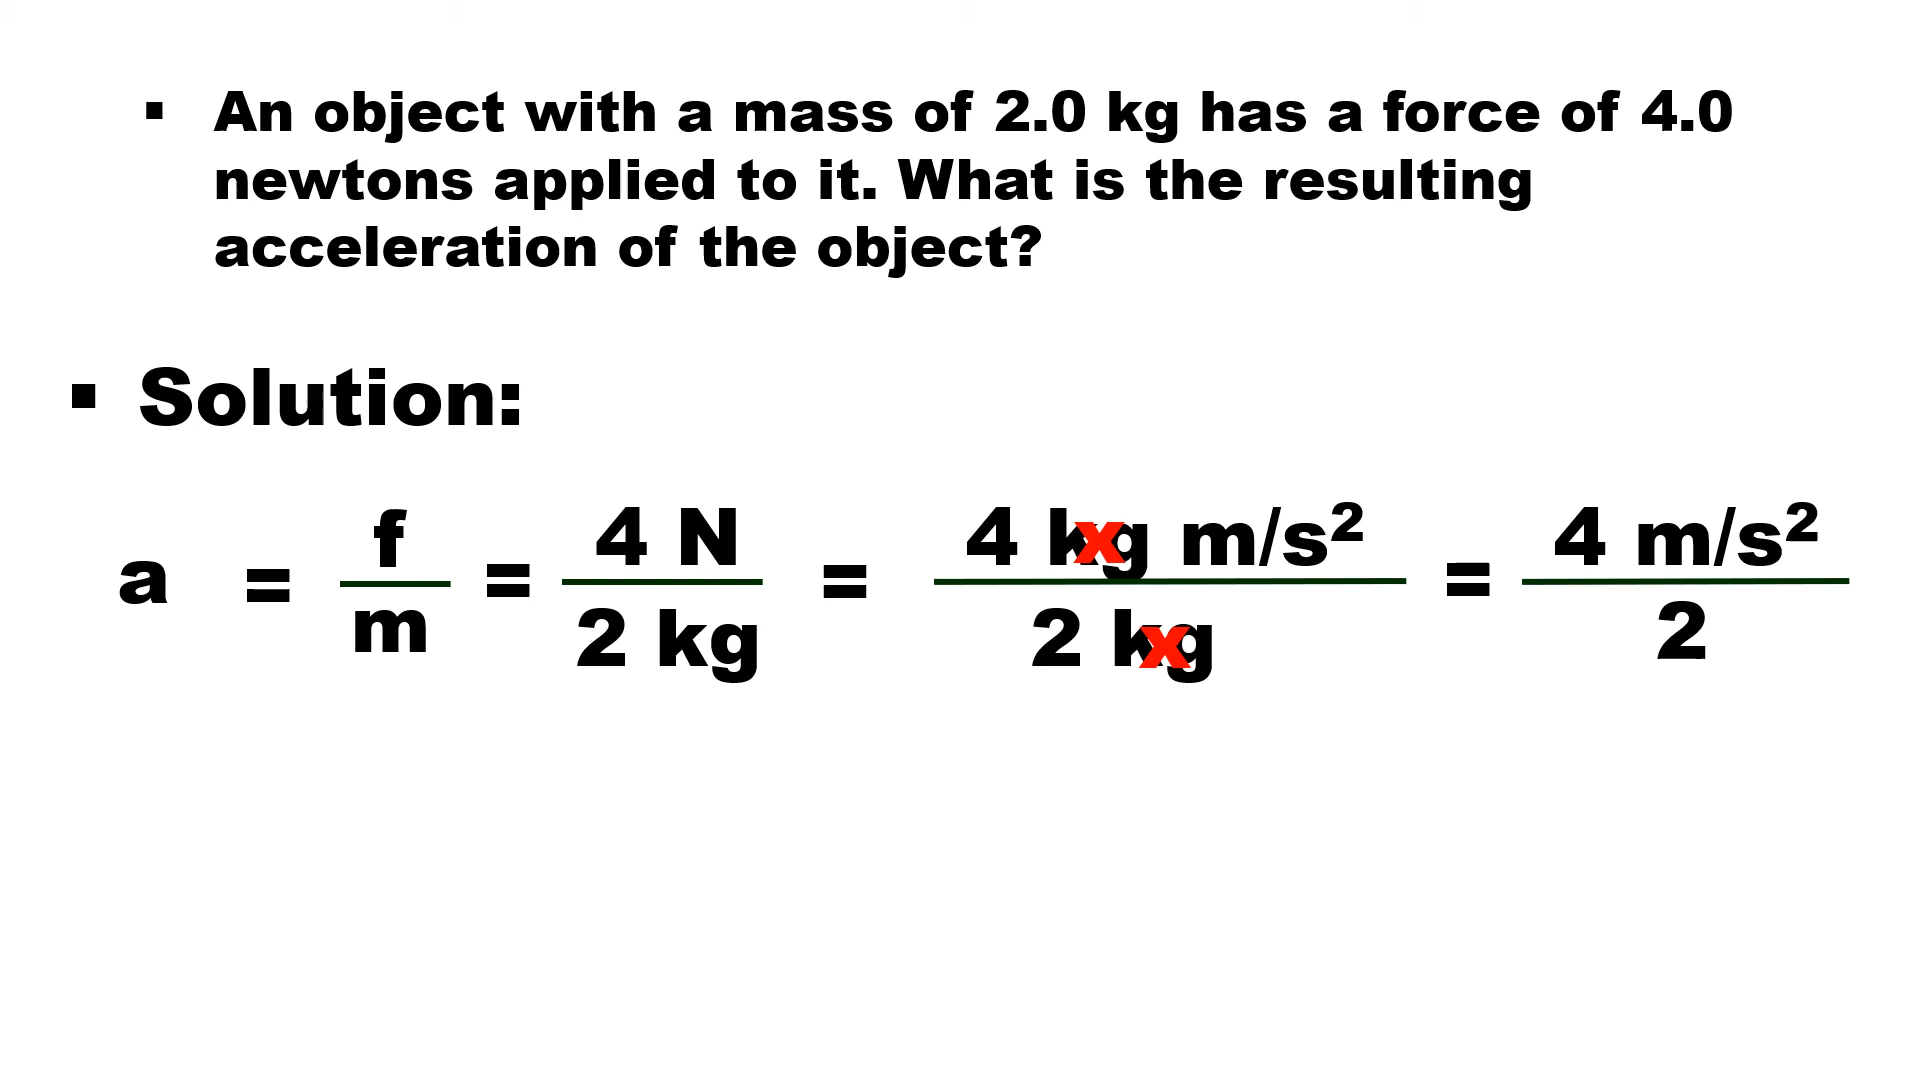 ▪ An object with a mass of 2.0 kg has a force of 4.0
newtons applied to it. What is the resulting
acceleration of the object?
▪ Solution:
a = f/m = 4 N/2 kg = 4 kg x m/s²/2 kg x = 4 m/s²/2